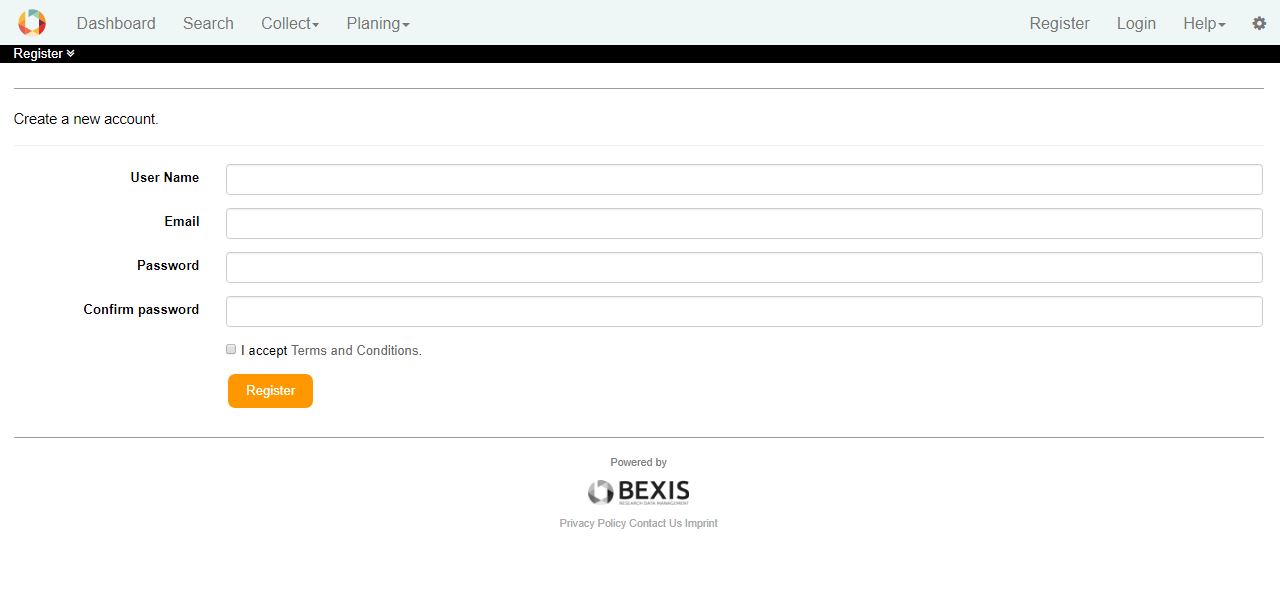 Dashboard Search Collect Planing Register Login Help
Register
Create a new account.
User Name
Email
Password
Confirm password
I accept Terms and Conditions.
Register
Powered by
BEXIS
RESEARCH DATA MANAGEMENT
Privacy Policy Contact Us Imprint